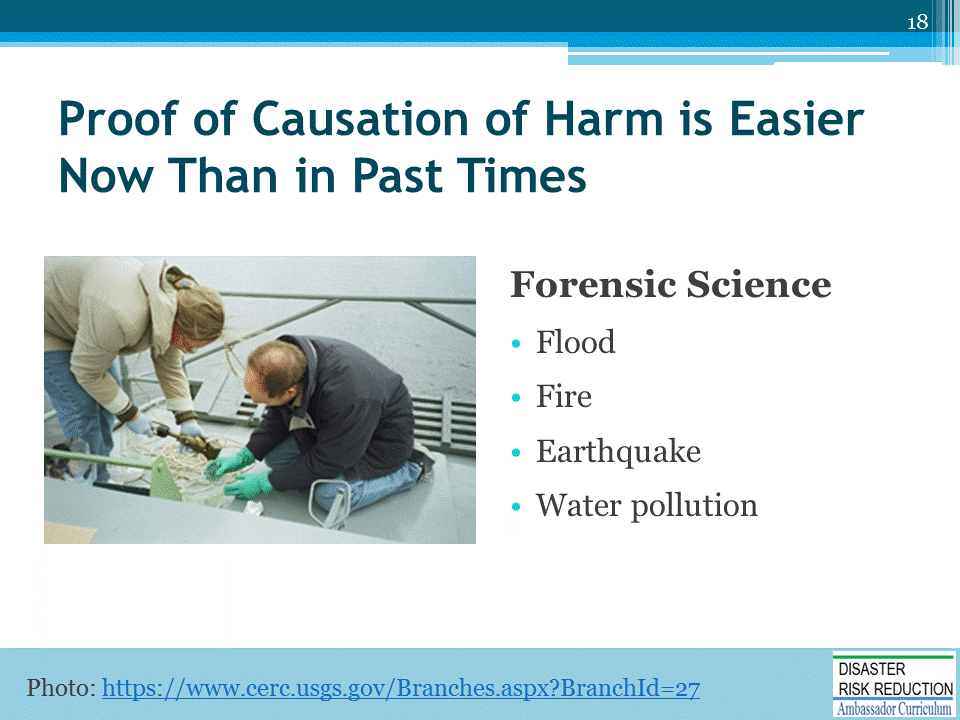 18
Proof of Causation of Harm is Easier
Now Than in Past Times
Forensic Science
• Flood
• Fire
• Earthquake
• Water pollution
Photo: https://www.cerc.usgs.gov/Branches.aspx?BranchId=27
DISASTER
RISK REDUCTION
Ambassador Curriculum